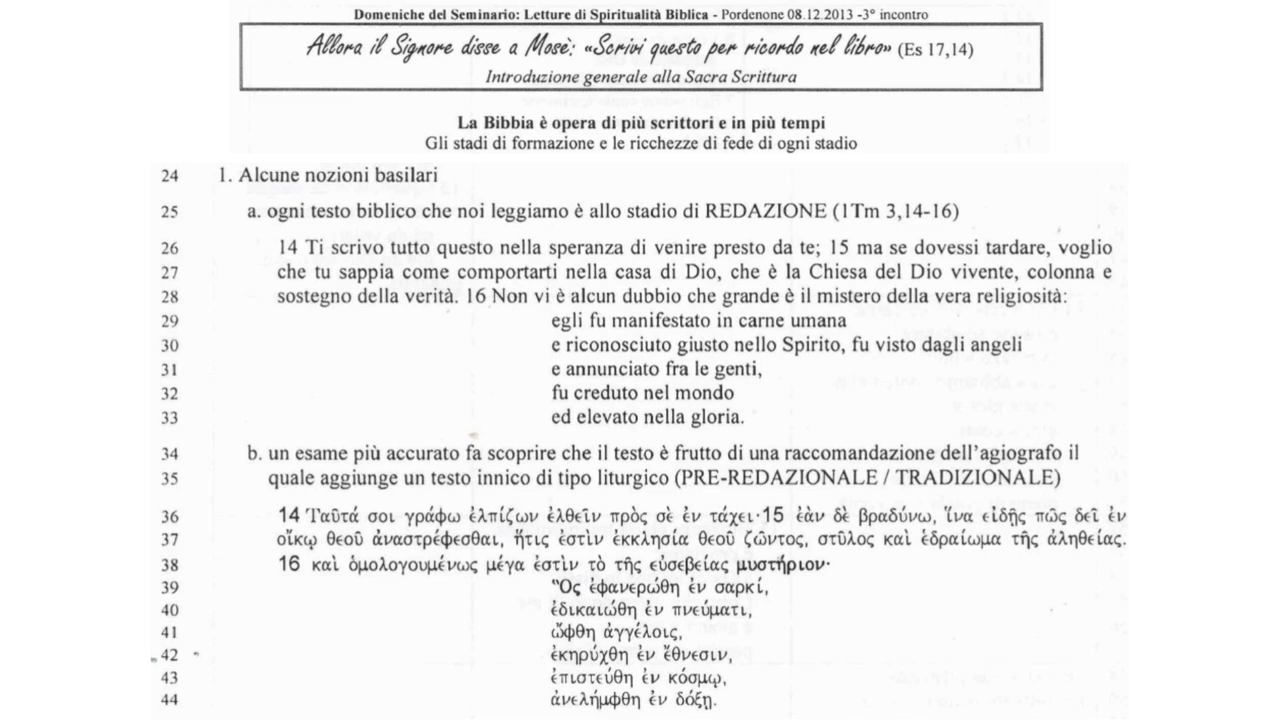 Domeniche del Seminario: Letture di Spiritualità Biblica - Pordenone 08.12.2013 -3° incontro
Allora il Signore disse a Mosè: «Scrivi questo per ricordo nel libro» (Es 17,14)
Introduzione generale alla Sacra Scrittura
La Bibbia è opera di più scrittori e in più tempi
Gli stadi di formazione e le ricchezze di fede di ogni stadio
24 1. Alcune nozioni basilari
25 a. ogni testo biblico che noi leggiamo è allo stadio di REDAZIONE (1Tm 3,14-16)
26 14 Ti scrivo tutto questo nella speranza di venire presto da te; 15 ma se dovessi tardare, voglio
27 che tu sappia come comportarti nella casa di Dio, che è la Chiesa del Dio vivente, colonna e
28 sostegno della verità. 16 Non vi è alcun dubbio che grande è il mistero della vera religiosità:
29 egli fu manifestato in carne umana
30 e riconosciuto giusto nello Spirito, fu visto dagli angeli
31 e annunciato fra le genti,
32 fu creduto nel mondo
33 ed elevato nella gloria.
34 b. un esame più accurato fa scoprire che il testo è frutto di una raccomandazione dell'agiografo il
35 quale aggiunge un testo innico di tipo liturgico (PRE-REDAZIONALE / TRADIZIONALE)
36 14 Ταῦτά σοι γράφω ἐλπίζων ἐλθεῖν πρὸς σὲ ἐν τάχει· 15 ἐὰν δὲ βραδύνω, ἵνα εἰδῇς πῶς δεῖ ἐν
37 οἴκῳ θεοῦ ἀναστρέφεσθαι, ἥτις ἐστὶν ἐκκλησία θεοῦ ζῶντος, στῦλος καὶ ἑδραίωμα τῆς ἀληθείας.
38 16 καὶ ὁμολογουμένως μέγα ἐστὶν τὸ τῆς εὐσεβείας μυστήριον·
39 Ὃς ἐφανερώθη ἐν σαρκί,
40 ἐδικαιώθη ἐν πνεύματι,
41 ὤφθη ἀγγέλοις,
42 ἐκηρύχθη ἐν ἔθνεσιν,
43 ἐπιστεύθη ἐν κόσμῳ,
44 ἀνελήμφθη ἐν δόξῃ.